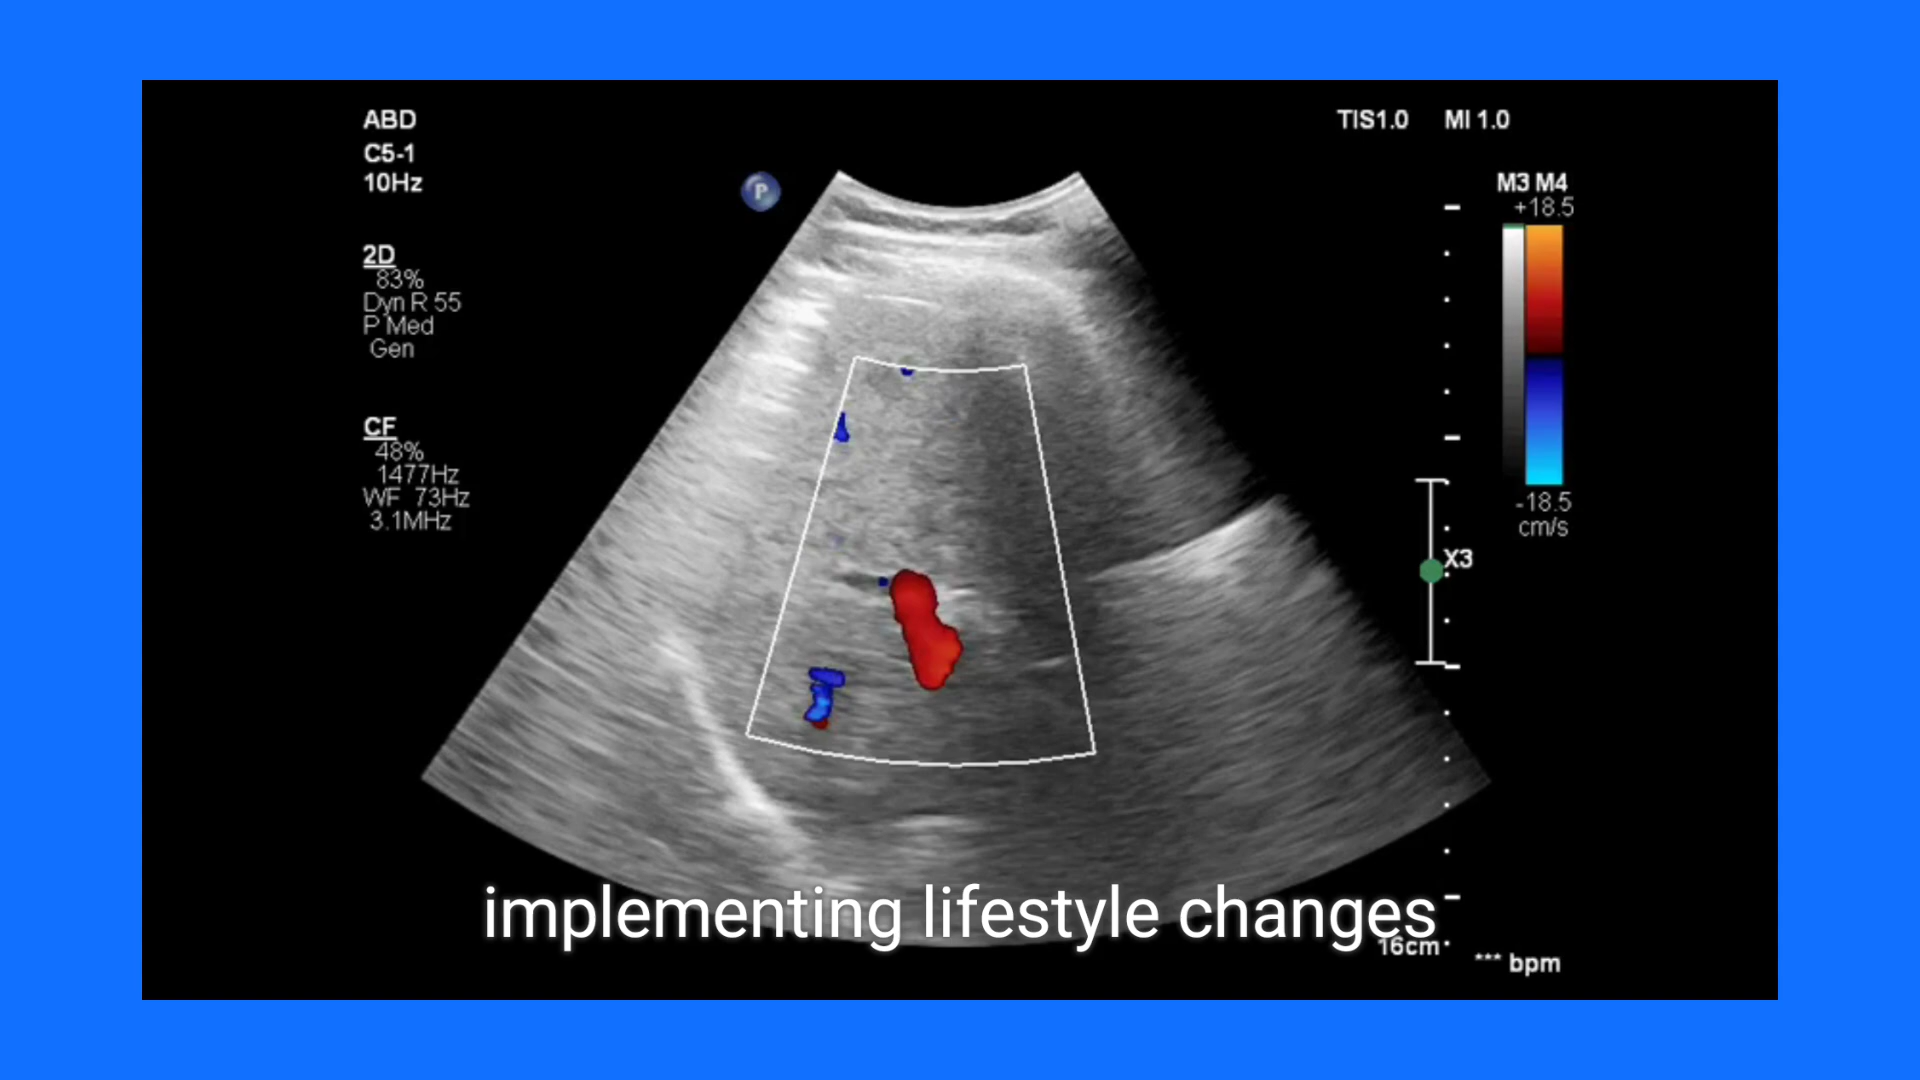 ABD
C5-1
10Hz
P
2D
83%
Dyn R 55
P Med
Gen
CF
48%
1477Hz
WF 73Hz
3.1MHz
TIS1.0 MI 1.0
M3 M4
+18.5
-18.5
cm/s
X3
implementing lifestyle changes
16cm
*** bpm